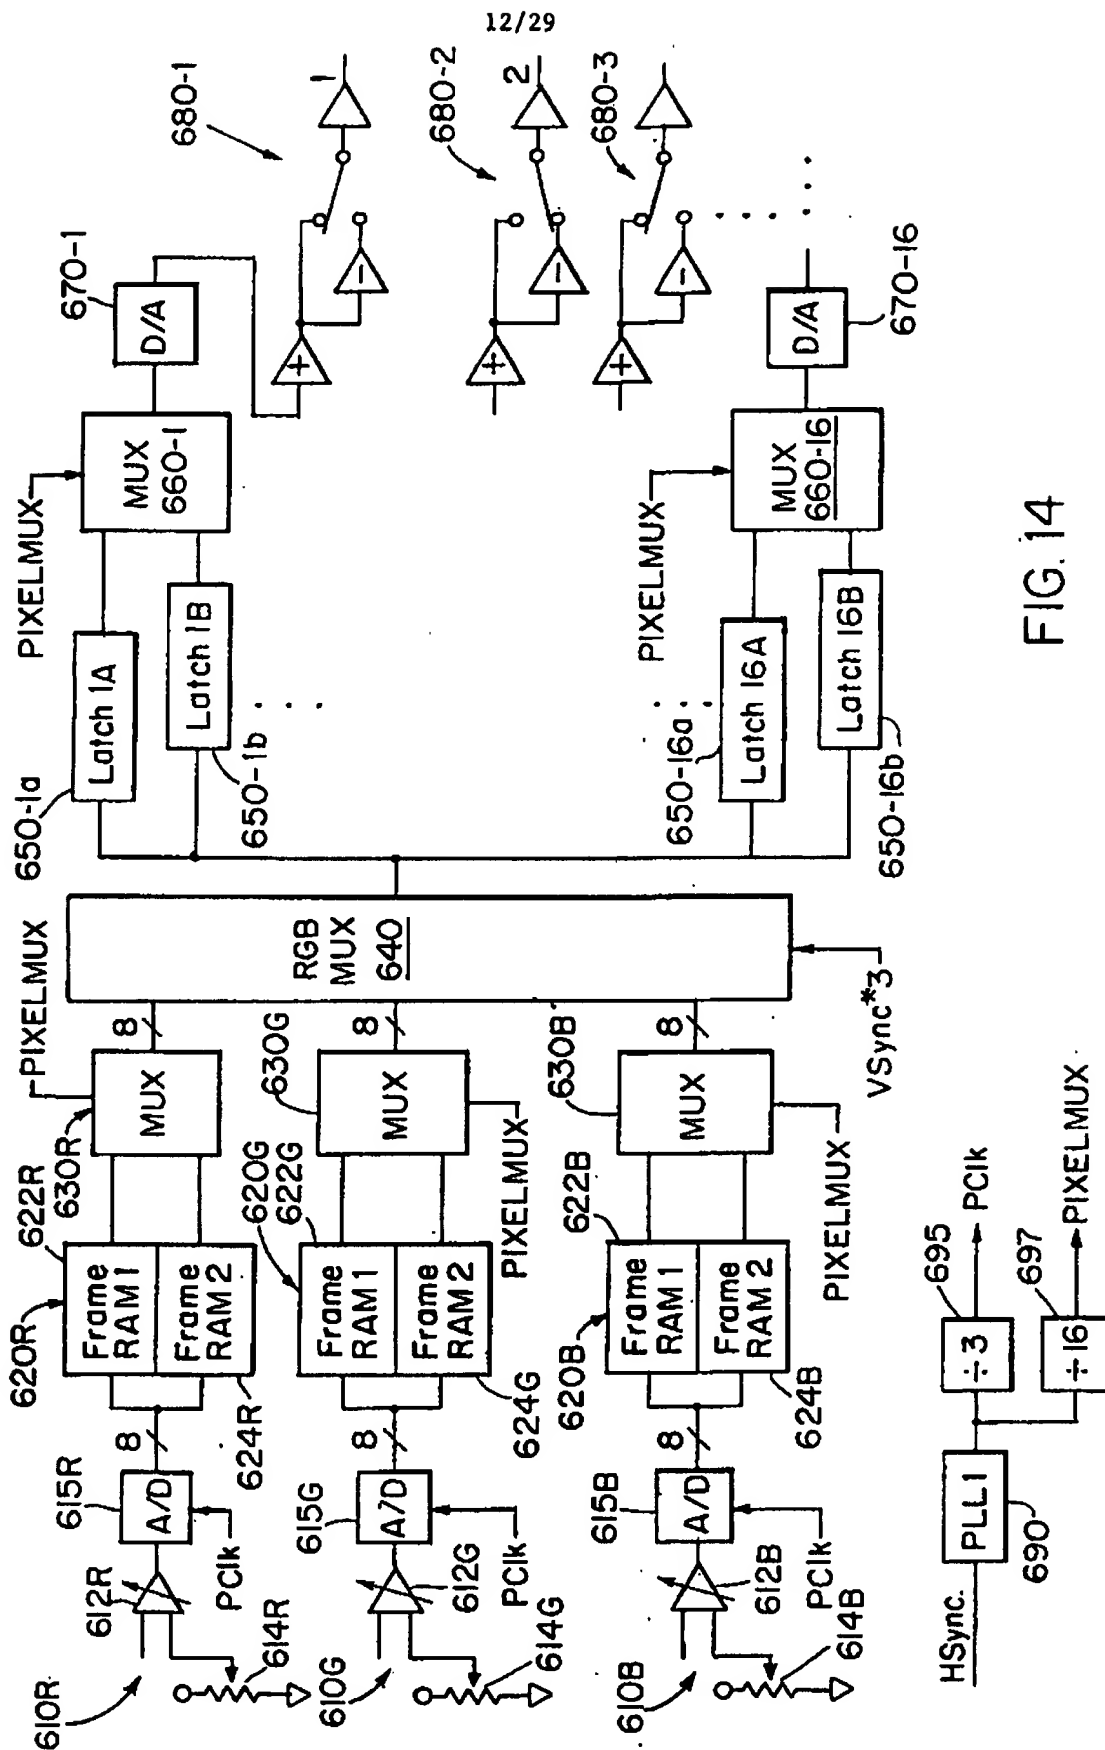 12/29
610R
612R
614R
615R
A/D
PClk
8
620R
622R
Frame
RAM 1
Frame
RAM 2
624R
630R
MUX
PIXELMUX
8
610G
612G
614G
615G
A/D
PClk
8
620G
622G
Frame
RAM 1
Frame
RAM 2
624G
630G
MUX
PIXELMUX
8
610B
612B
614B
615B
A/D
PClk
8
620B
622B
Frame
RAM 1
Frame
RAM 2
624B
630B
MUX
PIXELMUX
8
RGB
MUX
640
VSync*3
650-1a
Latch 1A
Latch 1B
650-1b
PIXELMUX
MUX
660-1
670-1
D/A
+
−
680-1
1
+
−
680-2
2
+
−
680-3
650-16a
Latch 16A
Latch 16B
650-16b
PIXELMUX
MUX
660-16
D/A
670-16
HSync.
PLL 1
690
÷3
695
PClk
÷16
697
PIXELMUX
FIG. 14